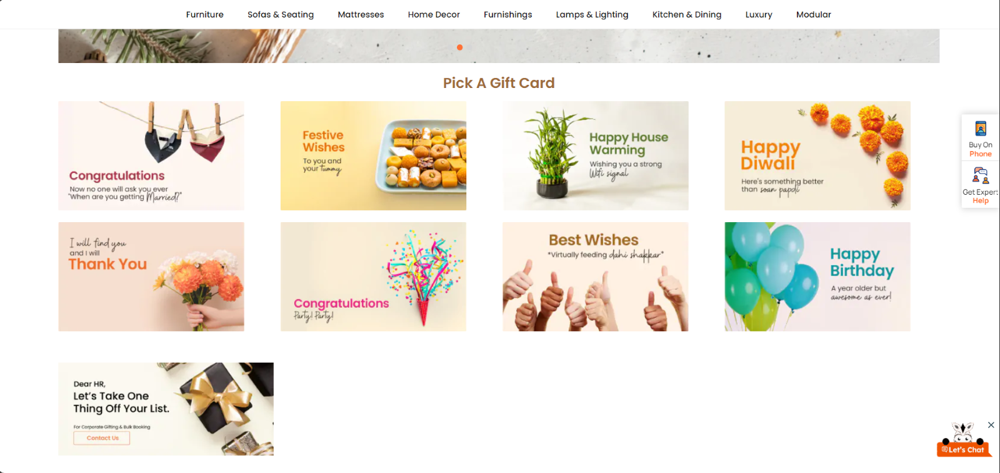 Furniture
Sofas & Seating
Mattresses
Home Decor
Furnishings
Lamps & Lighting
Kitchen & Dining
Luxury
Modular
Pick A Gift Card
Congratulations
Now no one will ask you ever
"When are you getting Married?"
Festive
Wishes
To you and
your tummy
Happy House
Warming
Wishing you a strong
Wifi signal
Happy
Diwali
Here's something better
than soan papdi
Buy On
Phone
Get Expert
Help
I will find you
and I will
Thank You
Congratulations
Party! Party!
Best Wishes
*Virtually feeding dahi shakkar*
Happy
Birthday
A year older but
awesome as ever!
Dear HR,
Let's Take One
Thing Off Your List.
For Corporate Gifting & Bulk Booking
Contact Us
Let's Chat